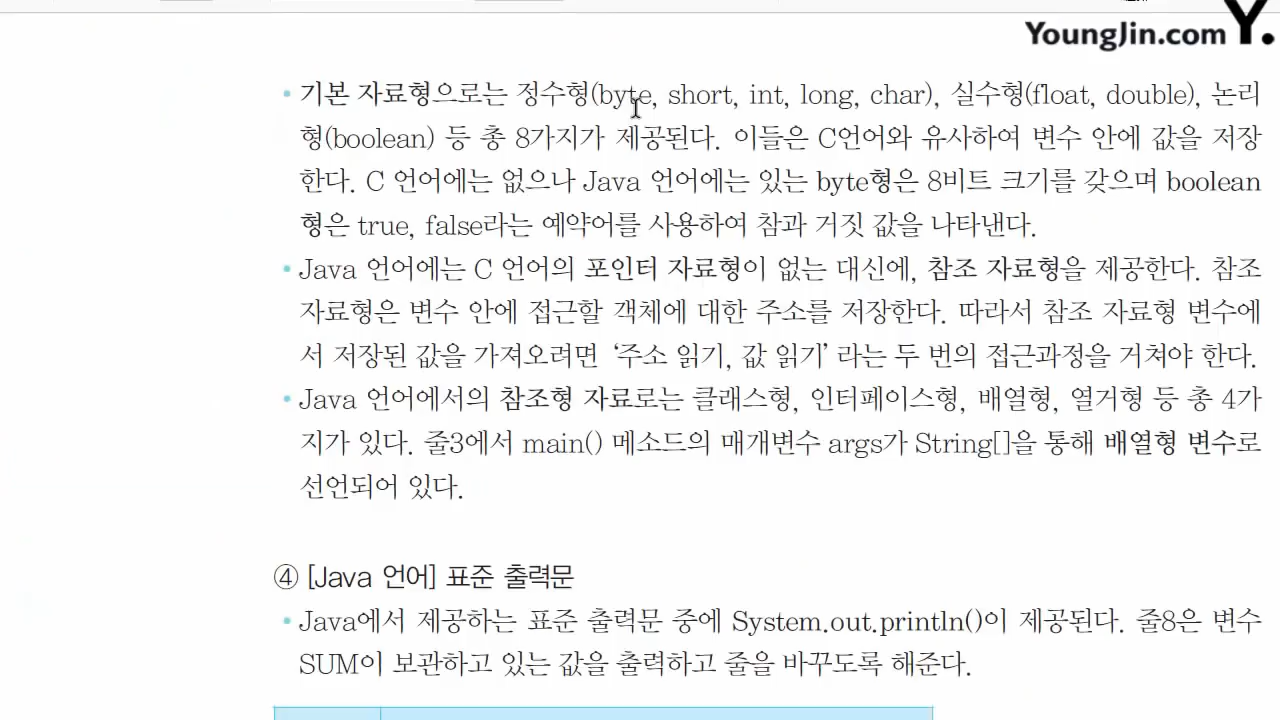 YoungJin.com Y.
• 기본 자료형으로는 정수형(byte, short, int, long, char), 실수형(float, double), 논리
형(boolean) 등 총 8가지가 제공된다. 이들은 C언어와 유사하여 변수 안에 값을 저장
한다. C 언어에는 없으나 Java 언어에는 있는 byte형은 8비트 크기를 갖으며 boolean
형은 true, false라는 예약어를 사용하여 참과 거짓 값을 나타낸다.
• Java 언어에는 C 언어의 포인터 자료형이 없는 대신에, 참조 자료형을 제공한다. 참조
자료형은 변수 안에 접근할 객체에 대한 주소를 저장한다. 따라서 참조 자료형 변수에
서 저장된 값을 가져오려면 ‘주소 읽기, 값 읽기’ 라는 두 번의 접근과정을 거쳐야 한다.
• Java 언어에서의 참조형 자료로는 클래스형, 인터페이스형, 배열형, 열거형 등 총 4가
지가 있다. 줄3에서 main() 메소드의 매개변수 args가 String[]을 통해 배열형 변수로
선언되어 있다.
④ [Java 언어] 표준 출력문
• Java에서 제공하는 표준 출력문 중에 System.out.println()이 제공된다. 줄8은 변수
SUM이 보관하고 있는 값을 출력하고 줄을 바꾸도록 해준다.